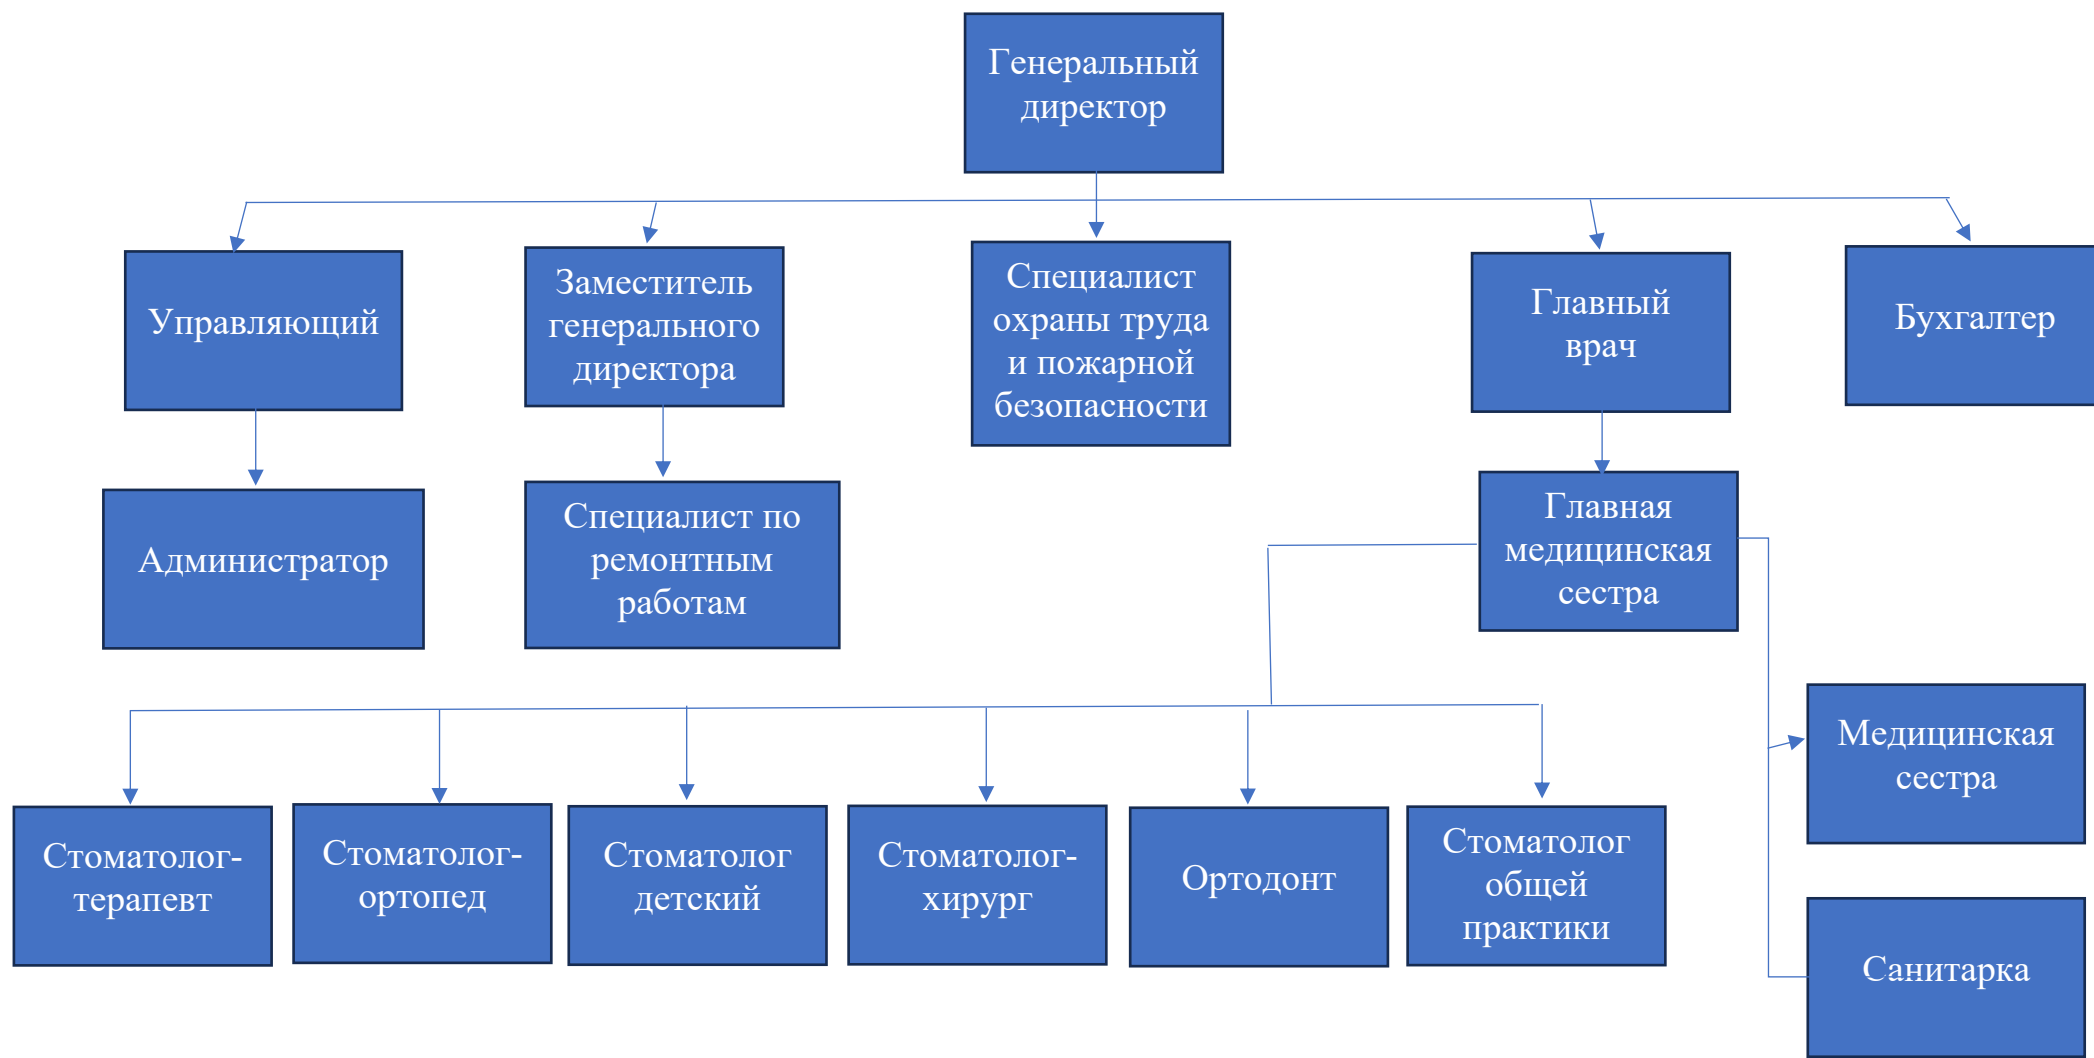 Генеральный
директор
Управляющий
Заместитель
генерального
директора
Специалист
охраны труда
и пожарной
безопасности
Главный
врач
Бухгалтер
Администратор
Специалист по
ремонтным
работам
Главная
медицинская
сестра
Медицинская
сестра
Стоматолог-
терапевт
Стоматолог-
ортопед
Стоматолог
детский
Стоматолог-
хирург
Ортодонт
Стоматолог
общей
практики
Санитарка